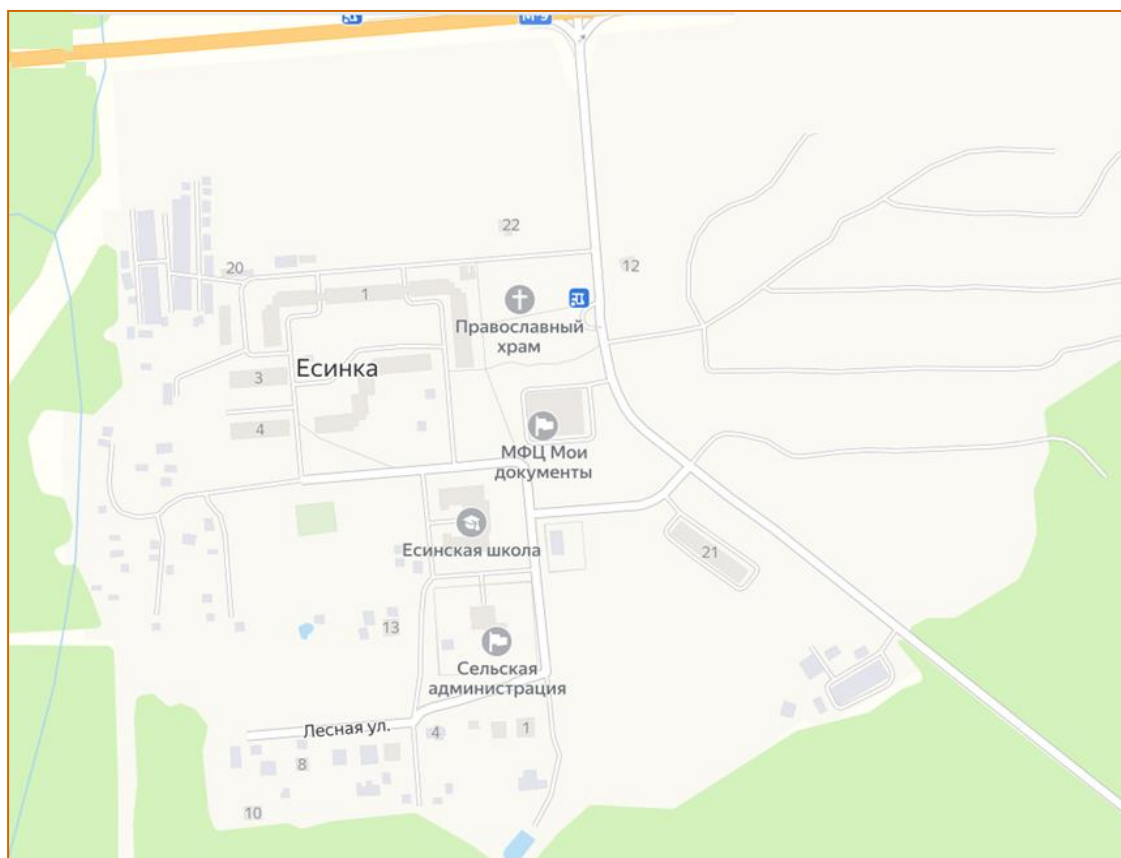 М-9
22
12
20
1
Православный
храм
Есинка
3
4
МФЦ Мои
документы
Есинская школа
21
13
Сельская
администрация
Лесная ул.
4
1
8
10